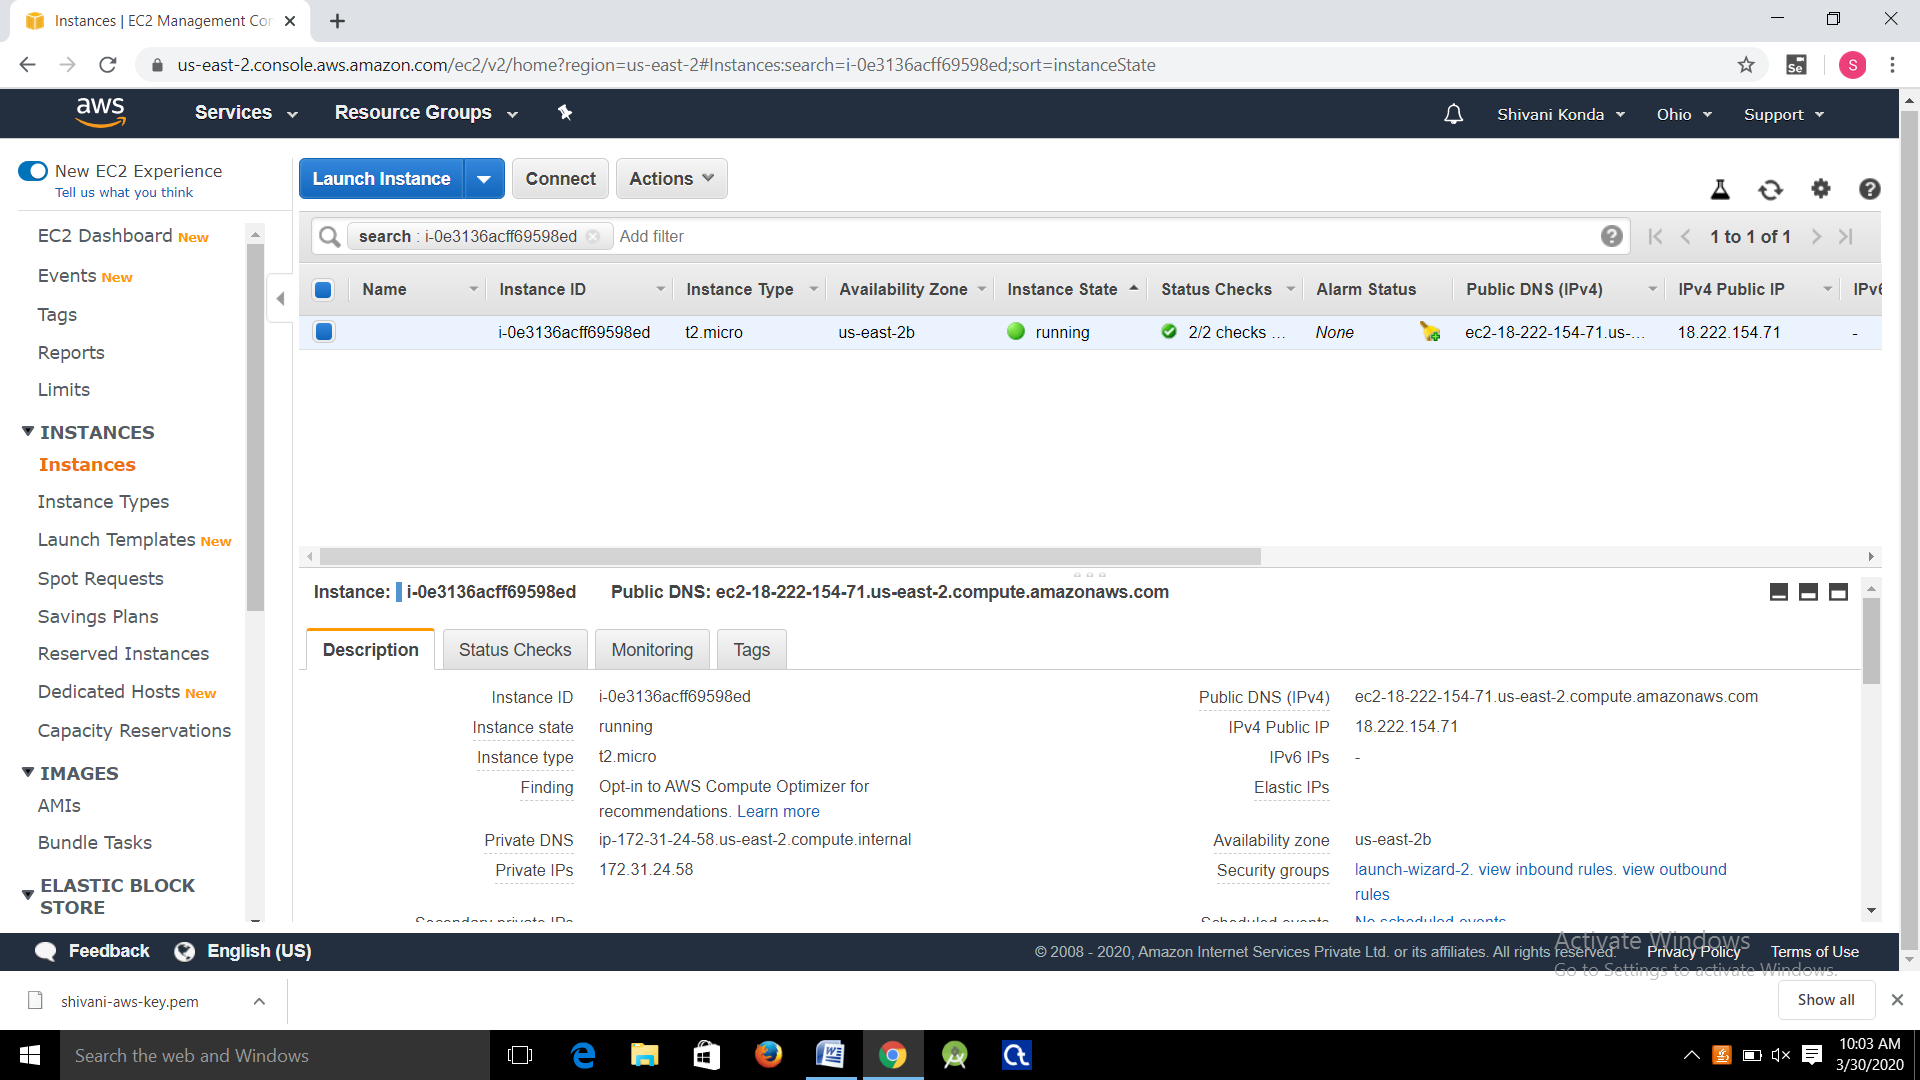 Instances | EC2 Management Con
us-east-2.console.aws.amazon.com/ec2/v2/home?region=us-east-2#Instances:search=i-0e3136acff69598ed;sort=instanceState
Se
S
aws
Services
Resource Groups
Shivani Konda
Ohio
Support
New EC2 Experience
Tell us what you think
EC2 Dashboard New
Events New
Tags
Reports
Limits
INSTANCES
Instances
Instance Types
Launch Templates New
Spot Requests
Savings Plans
Reserved Instances
Dedicated Hosts New
Capacity Reservations
IMAGES
AMIs
Bundle Tasks
ELASTIC BLOCK
STORE
Launch Instance
Connect
Actions
search : i-0e3136acff69598ed
Add filter
1 to 1 of 1
Name Instance ID Instance Type Availability Zone Instance State Status Checks Alarm Status Public DNS (IPv4) IPv4 Public IP IPv6
i-0e3136acff69598ed t2.micro us-east-2b running 2/2 checks ... None ec2-18-222-154-71.us-... 18.222.154.71 -
Instance: i-0e3136acff69598ed Public DNS: ec2-18-222-154-71.us-east-2.compute.amazonaws.com
Description Status Checks Monitoring Tags
Instance ID i-0e3136acff69598ed
Instance state running
Instance type t2.micro
Finding Opt-in to AWS Compute Optimizer for
recommendations. Learn more
Private DNS ip-172-31-24-58.us-east-2.compute.internal
Private IPs 172.31.24.58
Secondary private IPs
Public DNS (IPv4) ec2-18-222-154-71.us-east-2.compute.amazonaws.com
IPv4 Public IP 18.222.154.71
IPv6 IPs -
Elastic IPs
Availability zone us-east-2b
Security groups launch-wizard-2. view inbound rules. view outbound
rules
Scheduled events No scheduled events
Feedback
English (US)
© 2008 - 2020, Amazon Internet Services Private Ltd. or its affiliates. All rights reserved.
Privacy Policy
Terms of Use
Activate Windows
Go to Settings to activate Windows.
shivani-aws-key.pem
Show all
Search the web and Windows
10:03 AM
3/30/2020